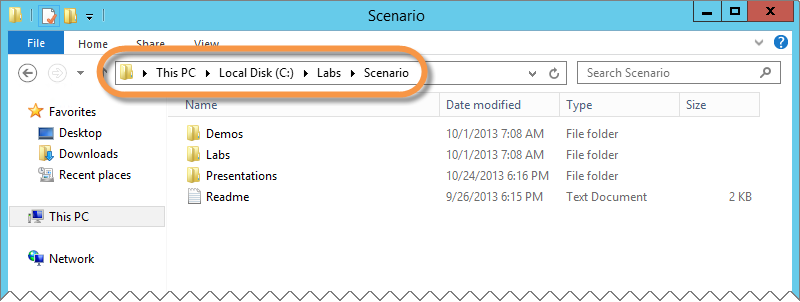 Scenario
File Home Share View
This PC Local Disk (C:) Labs Scenario Search Scenario
Favorites
Desktop
Downloads
Recent places
This PC
Network
Name Date modified Type Size
Demos 10/1/2013 7:08 AM File folder
Labs 10/1/2013 7:08 AM File folder
Presentations 10/24/2013 6:16 PM File folder
Readme 9/26/2013 6:15 PM Text Document 2 KB